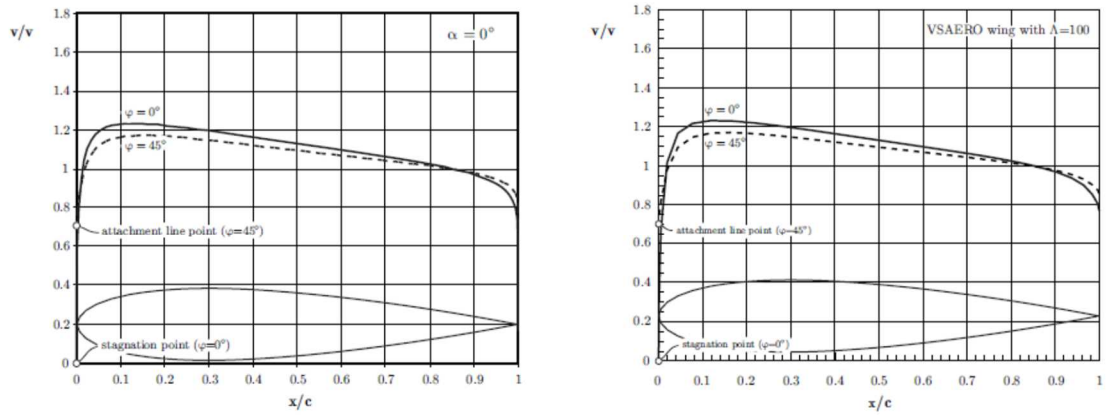 1.8
v/v
α = 0°
1.6
1.4
φ = 0°
1.2
φ = 45°
1
0.8
attachment line point (φ=45°)
0.6
0.4
0.2
stagnation point (φ=0°)
0
0 0.1 0.2 0.3 0.4 0.5 0.6 0.7 0.8 0.9 1
x/c
1.8
v/v
VSAERO wing with Λ=100
1.6
1.4
φ = 0°
1.2
φ = 45°
1
0.8
attachment line point (φ=45°)
0.6
0.4
0.2
stagnation point (φ=0°)
0
0 0.1 0.2 0.3 0.4 0.5 0.6 0.7 0.8 0.9 1
x/c